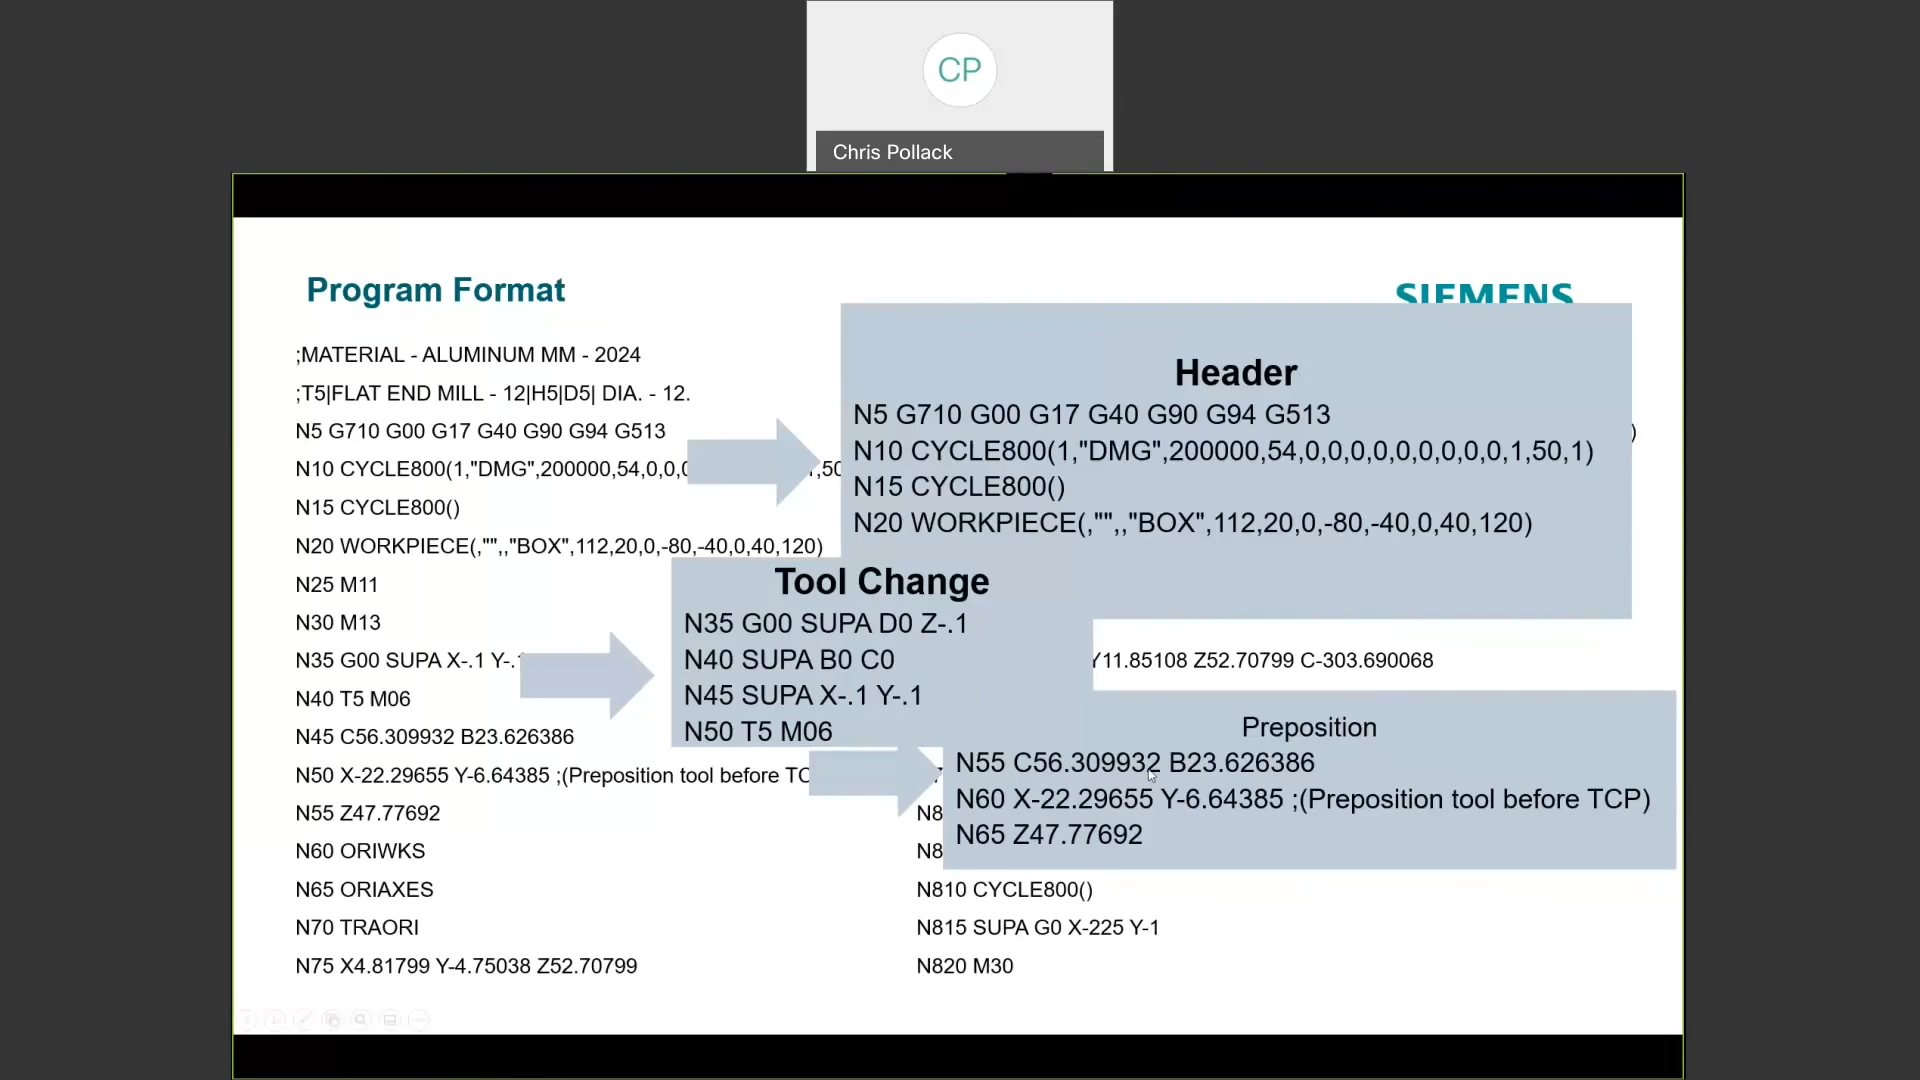 CP
Chris Pollack
Program Format
SIEMENS
;MATERIAL - ALUMINUM MM - 2024
;T5|FLAT END MILL - 12|H5|D5| DIA. - 12.
N5 G710 G00 G17 G40 G90 G94 G513
N10 CYCLE800(1,"DMG",200000,54,0,0,0
N15 CYCLE800()
N20 WORKPIECE(,"",,"BOX",112,20,0,-80,-40,0,40,120)
N25 M11
N30 M13
N35 G00 SUPA X-.1 Y-.1
N40 T5 M06
N45 C56.309932 B23.626386
N50 X-22.29655 Y-6.64385 ;(Preposition tool before TC
N55 Z47.77692
N60 ORIWKS
N65 ORIAXES
N70 TRAORI
N75 X4.81799 Y-4.75038 Z52.70799
Header
N5 G710 G00 G17 G40 G90 G94 G513
N10 CYCLE800(1,"DMG",200000,54,0,0,0,0,0,0,0,0,0,1,50,1)
N15 CYCLE800()
N20 WORKPIECE(,"",,"BOX",112,20,0,-80,-40,0,40,120)
)
Tool Change
N35 G00 SUPA D0 Z-.1
N40 SUPA B0 C0
N45 SUPA X-.1 Y-.1
N50 T5 M06
Y11.85108 Z52.70799 C-303.690068
Preposition
N55 C56.309932 B23.626386
N60 X-22.29655 Y-6.64385 ;(Preposition tool before TCP)
N65 Z47.77692
N8
N8
N810 CYCLE800()
N815 SUPA G0 X-225 Y-1
N820 M30